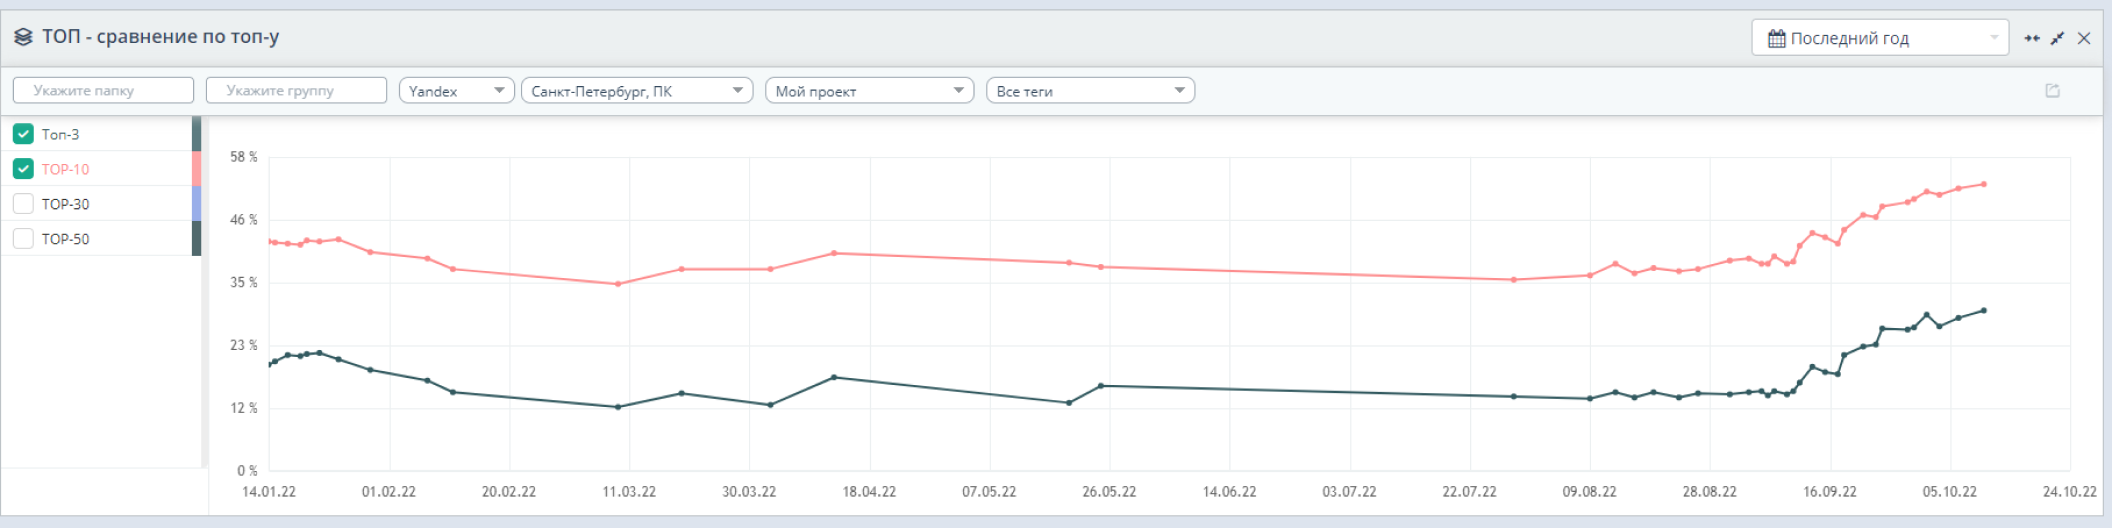 ТОП - сравнение по топ-у
Последний год
Укажите папку
Укажите группу
Yandex
Санкт-Петербург, ПК
Мой проект
Все теги
Топ-3
TOP-10
TOP-30
TOP-50
58 %
46 %
35 %
23 %
12 %
0 %
14.01.22
01.02.22
20.02.22
11.03.22
30.03.22
18.04.22
07.05.22
26.05.22
14.06.22
03.07.22
22.07.22
09.08.22
28.08.22
16.09.22
05.10.22
24.10.22